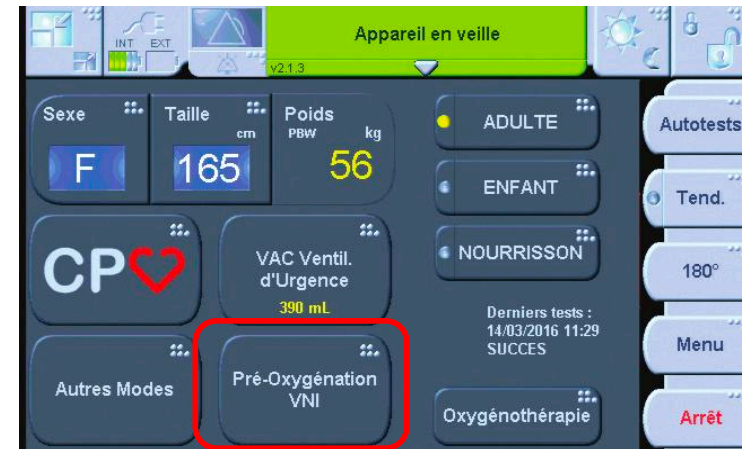 INT EXT
Appareil en veille
v2.1.3
Sexe
F
Taille
cm
165
Poids
PBW kg
56
ADULTE
ENFANT
NOURRISSON
CP
VAC Ventil.
d'Urgence
390 mL
Derniers tests :
14/03/2016 11:29
SUCCES
Autres Modes
Pré-Oxygénation
VNI
Oxygénothérapie
Autotests
Tend.
180°
Menu
Arrêt